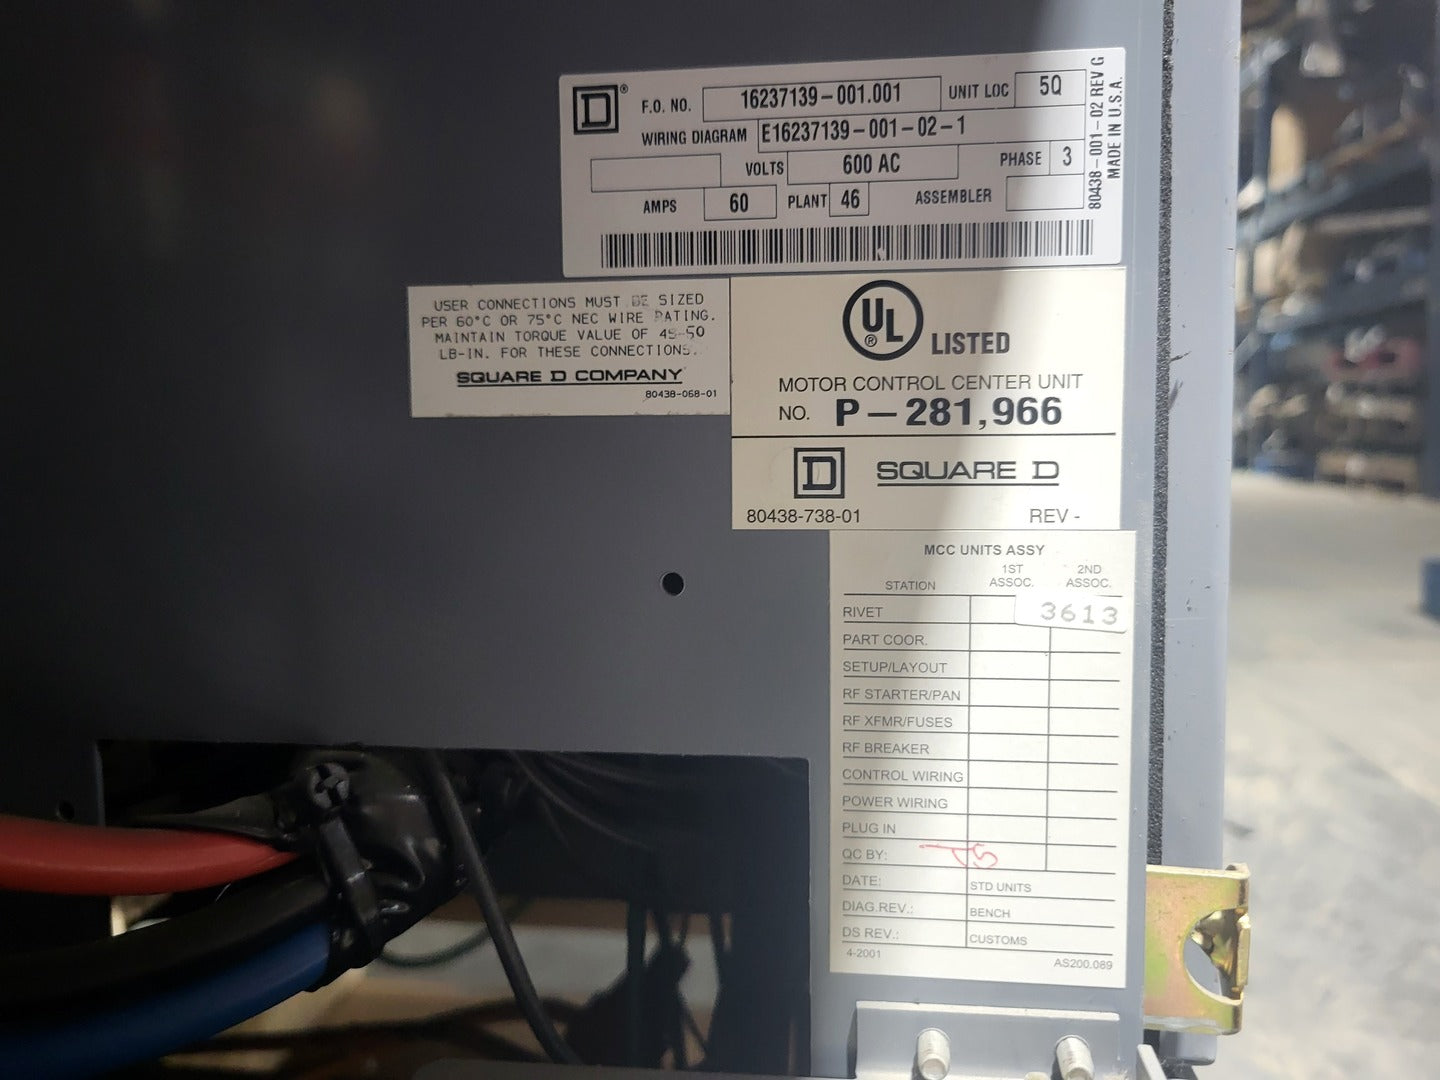 D®
F.O. NO. 16237139-001.001 UNIT LOC 5Q
WIRING DIAGRAM E16237139-001-02-1
VOLTS 600 AC PHASE 3
AMPS 60 PLANT 46 ASSEMBLER
80438-001-02 REV G
MADE IN U.S.A.
USER CONNECTIONS MUST BE SIZED
PER 60°C OR 75°C NEC WIRE RATING.
MAINTAIN TORQUE VALUE OF 45-50
LB-IN. FOR THESE CONNECTIONS.
SQUARE D COMPANY
80438-068-01
UL® LISTED
MOTOR CONTROL CENTER UNIT
NO. P-281,966
D SQUARE D
80438-738-01 REV -
MCC UNITS ASSY
STATION 1ST ASSOC. 2ND ASSOC.
RIVET 3613
PART COOR.
SETUP/LAYOUT
RF STARTER/PAN
RF XFMR/FUSES
RF BREAKER
CONTROL WIRING
POWER WIRING
PLUG IN
QC BY:
DATE: STD UNITS
DIAG.REV.: BENCH
DS REV.: CUSTOMS
4-2001 AS200.089